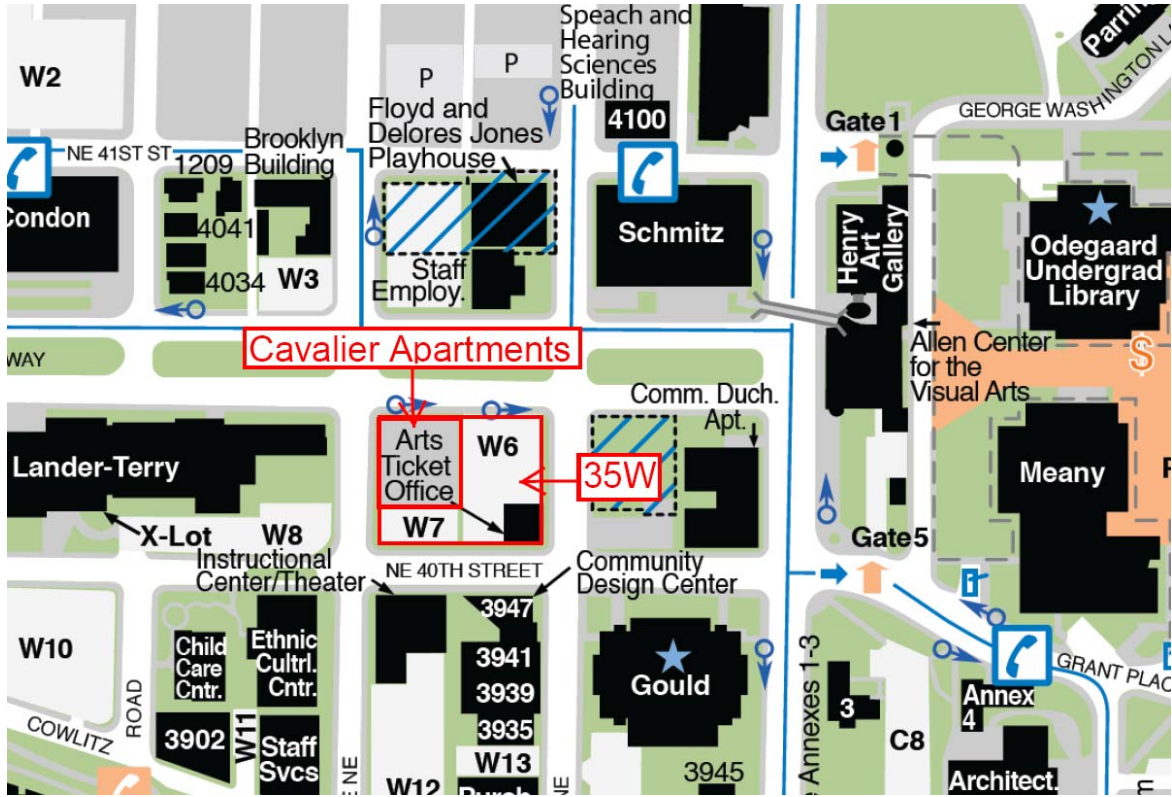 Speach and
Hearing
Sciences
Building
4100
W2
P
P
Floyd and
Delores Jones
Playhouse
Gate1
GEORGE WASHINGTON LA
NE 41ST ST
1209
Brooklyn
Building
Condon
4041
4034
W3
Staff
Employ.
Schmitz
Henry
Art
Gallery
Odegaard
Undergrad
Library
$
Allen Center
for the
Visual Arts
WAY
Cavalier Apartments
Comm. Duch.
Apt.
Lander-Terry
Arts
Ticket
Office
W6
W7
35W
Meany
X-Lot
W8
Gate5
Instructional
Center/Theater
NE 40TH STREET
Community
Design Center
W10
Child
Care
Cntr.
Ethnic
Cultrl.
Cntr.
3947
3941
3939
3935
W13
Gould
GRANT PLAC
Annexes 1-3
3
Annex
4
C8
COWLITZ
ROAD
3902
W11
Staff
Svcs
NE
W12
NE
3945
Architect.